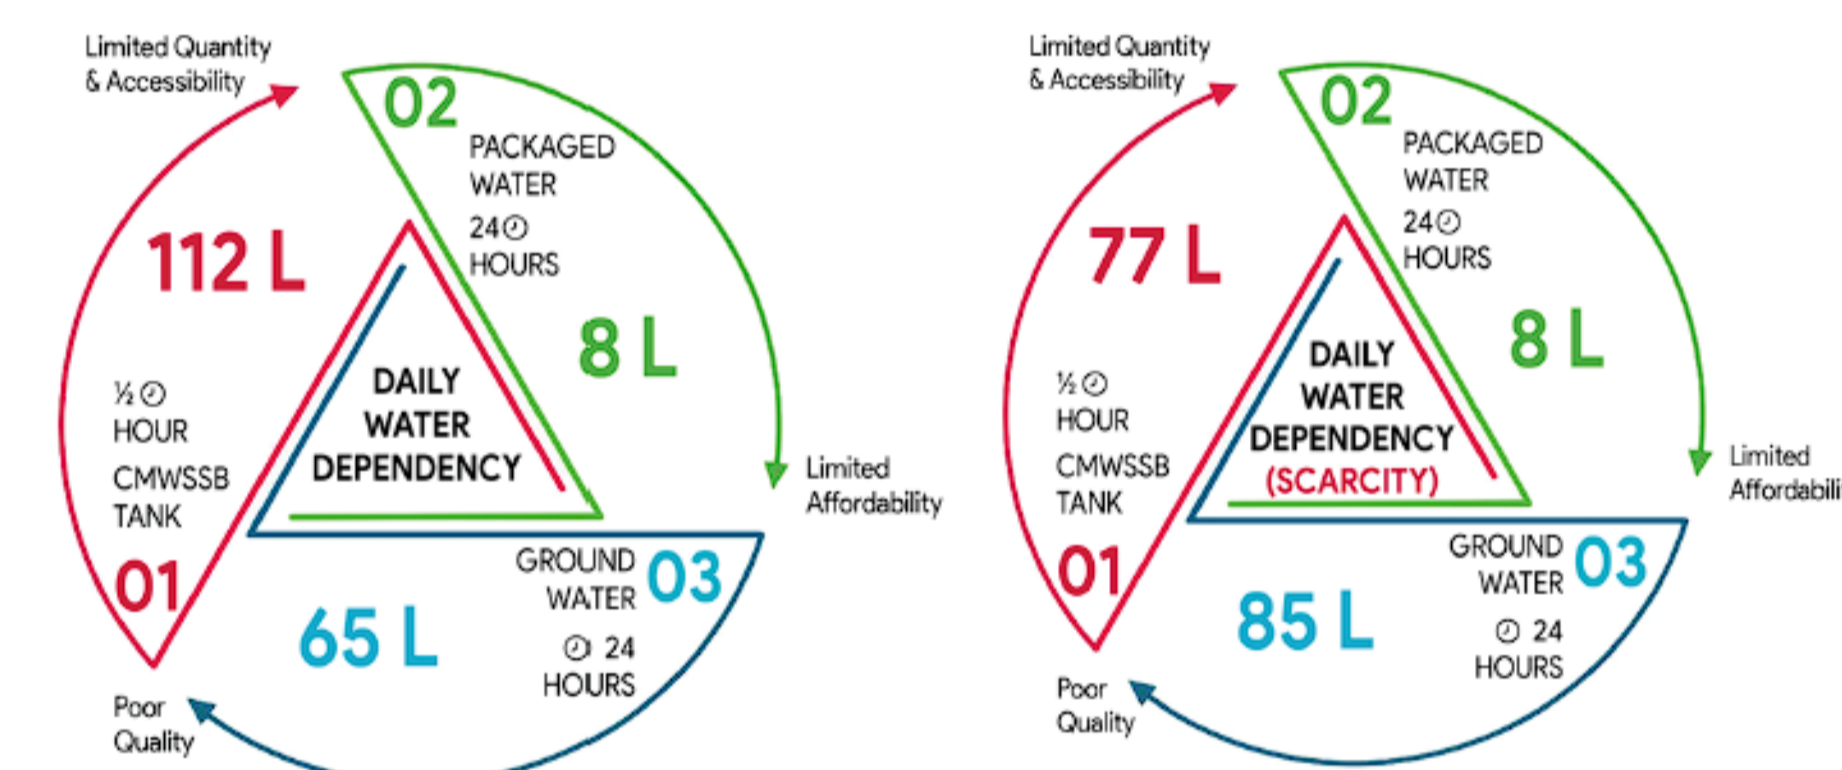 Limited Quantity
& Accessibility
02
PACKAGED
WATER
24
HOURS
112 L
8 L
½
HOUR
CMWSSB
TANK
01
DAILY
WATER
DEPENDENCY
Limited
Affordability
GROUND
WATER
03
65 L
24
HOURS
Poor
Quality
Limited Quantity
& Accessibility
02
PACKAGED
WATER
24
HOURS
77 L
8 L
½
HOUR
CMWSSB
TANK
01
DAILY
WATER
DEPENDENCY
(SCARCITY)
Limited
Affordabili
GROUND
WATER
03
85 L
24
HOURS
Poor
Quality